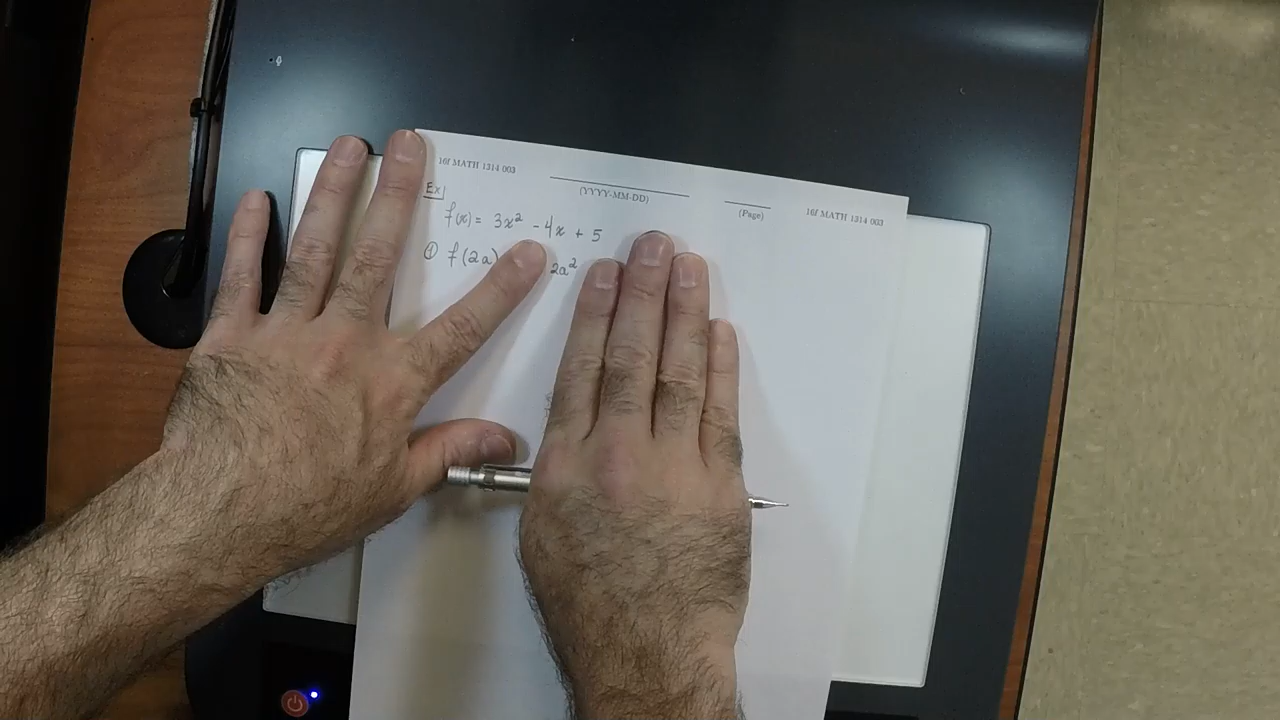 16f MATH 1314 003
(YYYY-MM-DD)
(Page)
16f MATH 1314 003
Ex
f(x) = 3x² - 4x + 5
① f(2a) 2a²